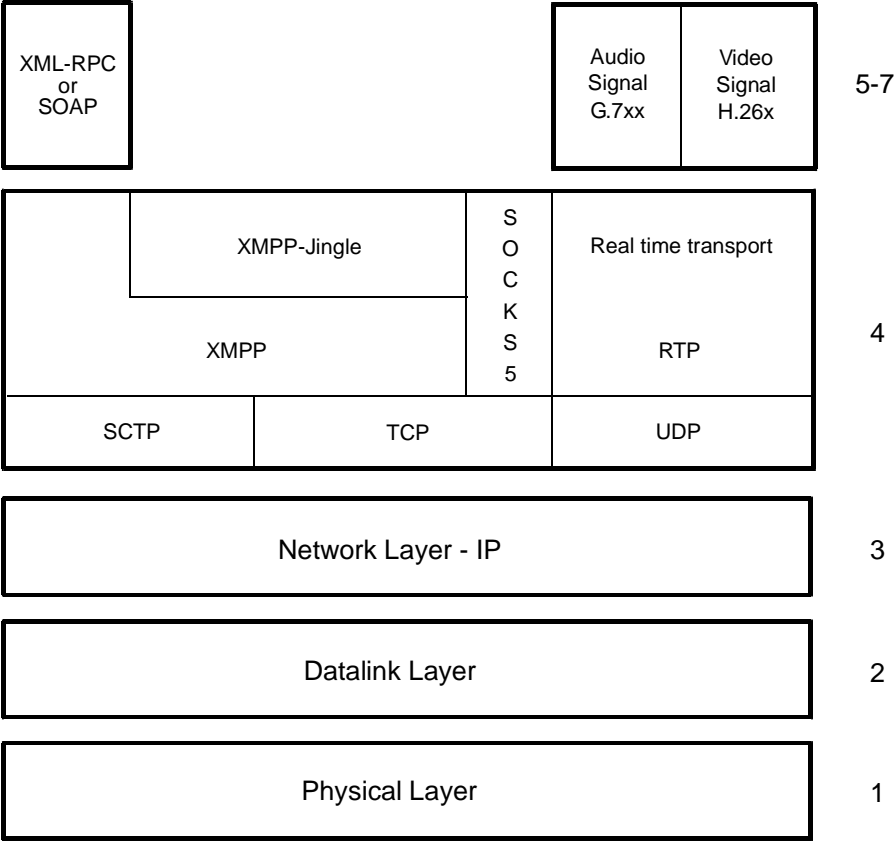 XML-RPC
or
SOAP
Audio
Signal
G.7xx
Video
Signal
H.26x
5-7
XMPP-Jingle
S
O
C
K
S
5
Real time transport
XMPP
RTP
4
SCTP
TCP
UDP
Network Layer - IP
3
Datalink Layer
2
Physical Layer
1